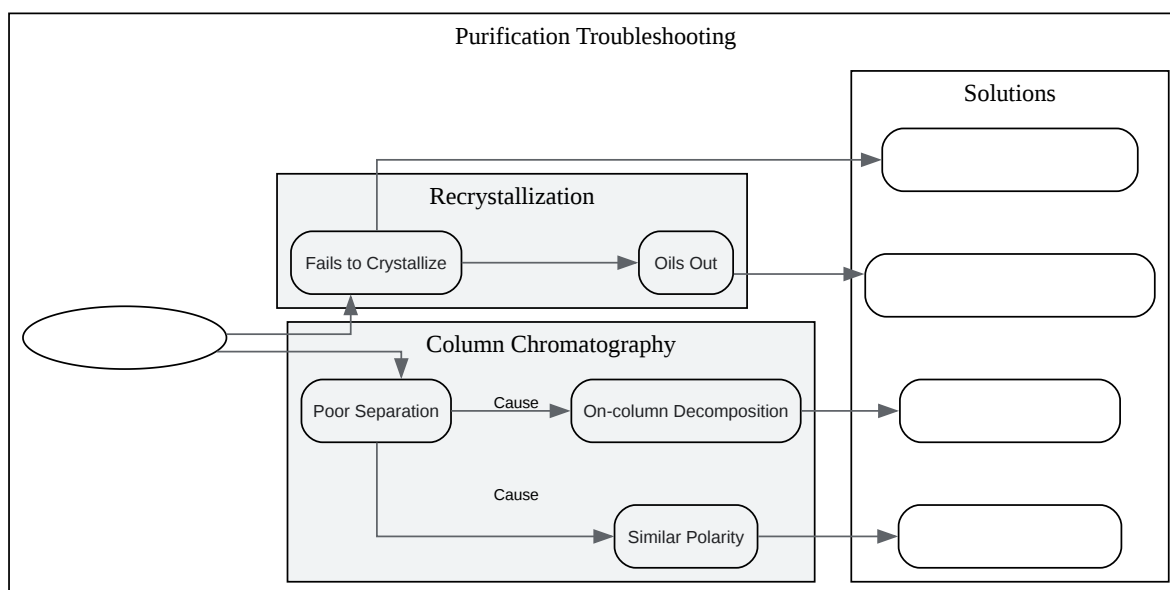 Purification Troubleshooting
Solutions
Recrystallization
Fails to Crystallize
Oils Out
Column Chromatography
Poor Separation
Cause
On-column Decomposition
Cause
Similar Polarity